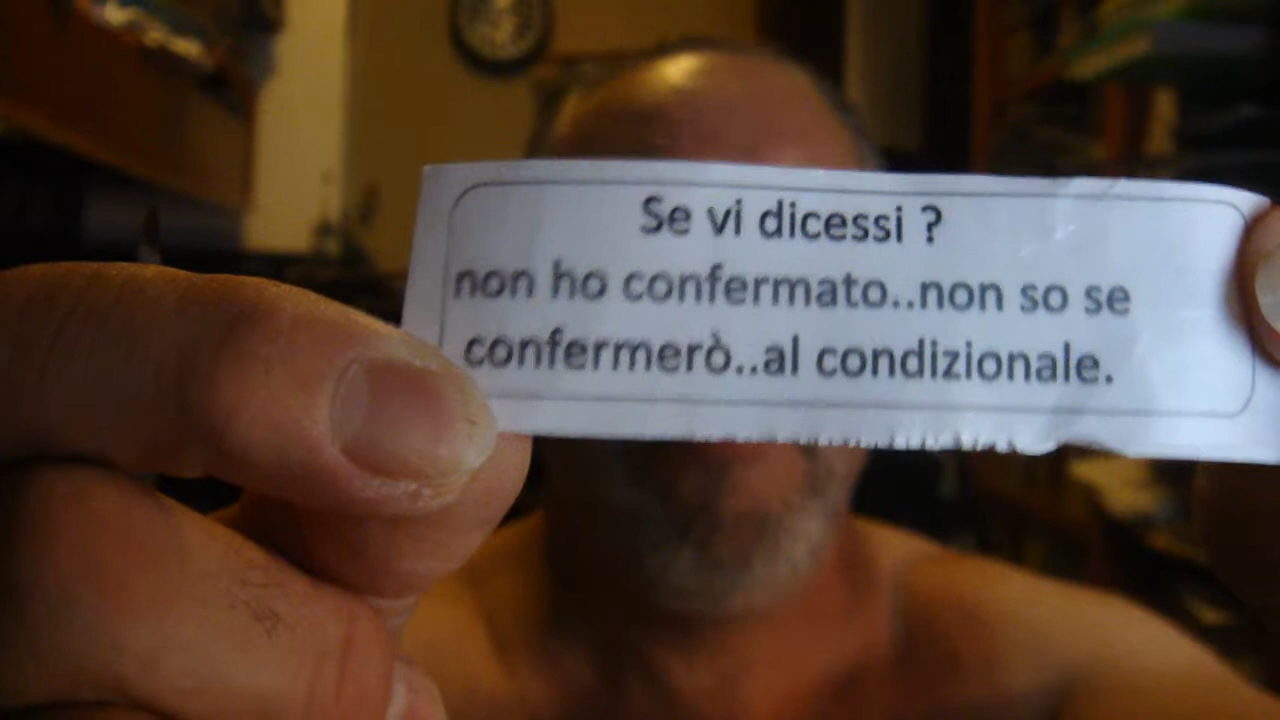 Se vi dicessi ?
non ho confermato..non so se
confermerò..al condizionale.